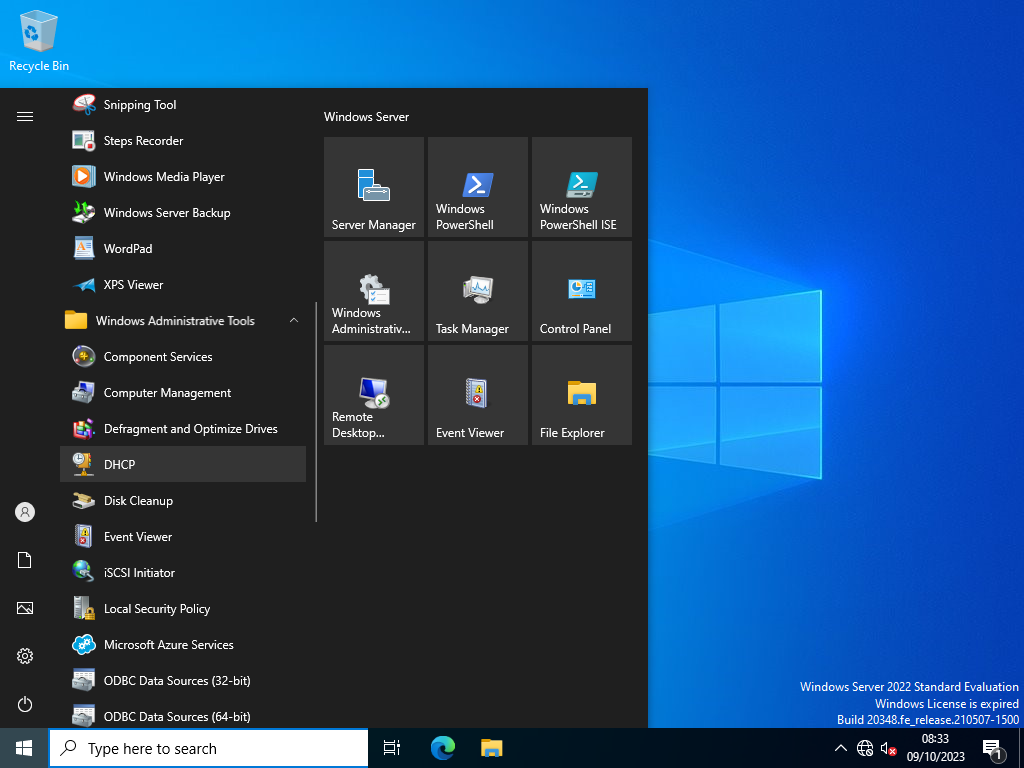 Recycle Bin
Snipping Tool
Steps Recorder
Windows Media Player
Windows Server Backup
WordPad
XPS Viewer
Windows Administrative Tools
Component Services
Computer Management
Defragment and Optimize Drives
DHCP
Disk Cleanup
Event Viewer
iSCSI Initiator
Local Security Policy
Microsoft Azure Services
ODBC Data Sources (32-bit)
ODBC Data Sources (64-bit)
Windows Server
Server Manager
Windows
PowerShell
Windows
PowerShell ISE
Windows
Administrativ...
Task Manager
Control Panel
Remote
Desktop...
Event Viewer
File Explorer
Windows Server 2022 Standard Evaluation
Windows License is expired
Build 20348.fe_release.210507-1500
Type here to search
08:33
09/10/2023
1